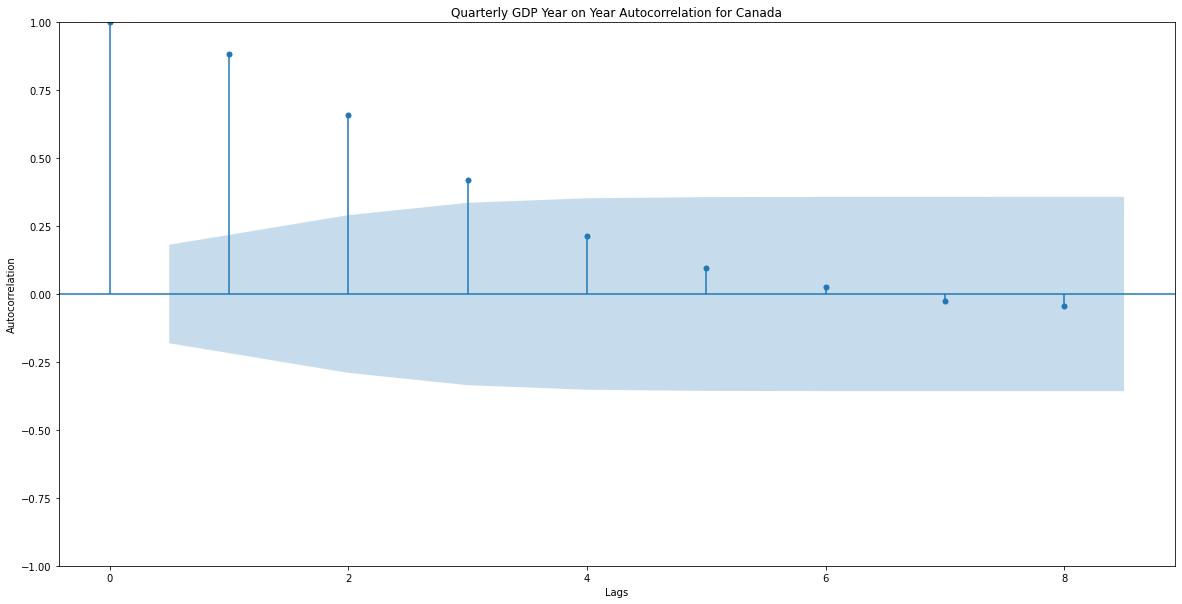 Quarterly GDP Year on Year Autocorrelation for Canada
1.00
0.75
0.50
0.25
0.00
−0.25
−0.50
−0.75
−1.00
Autocorrelation
0 2 4 6 8
Lags